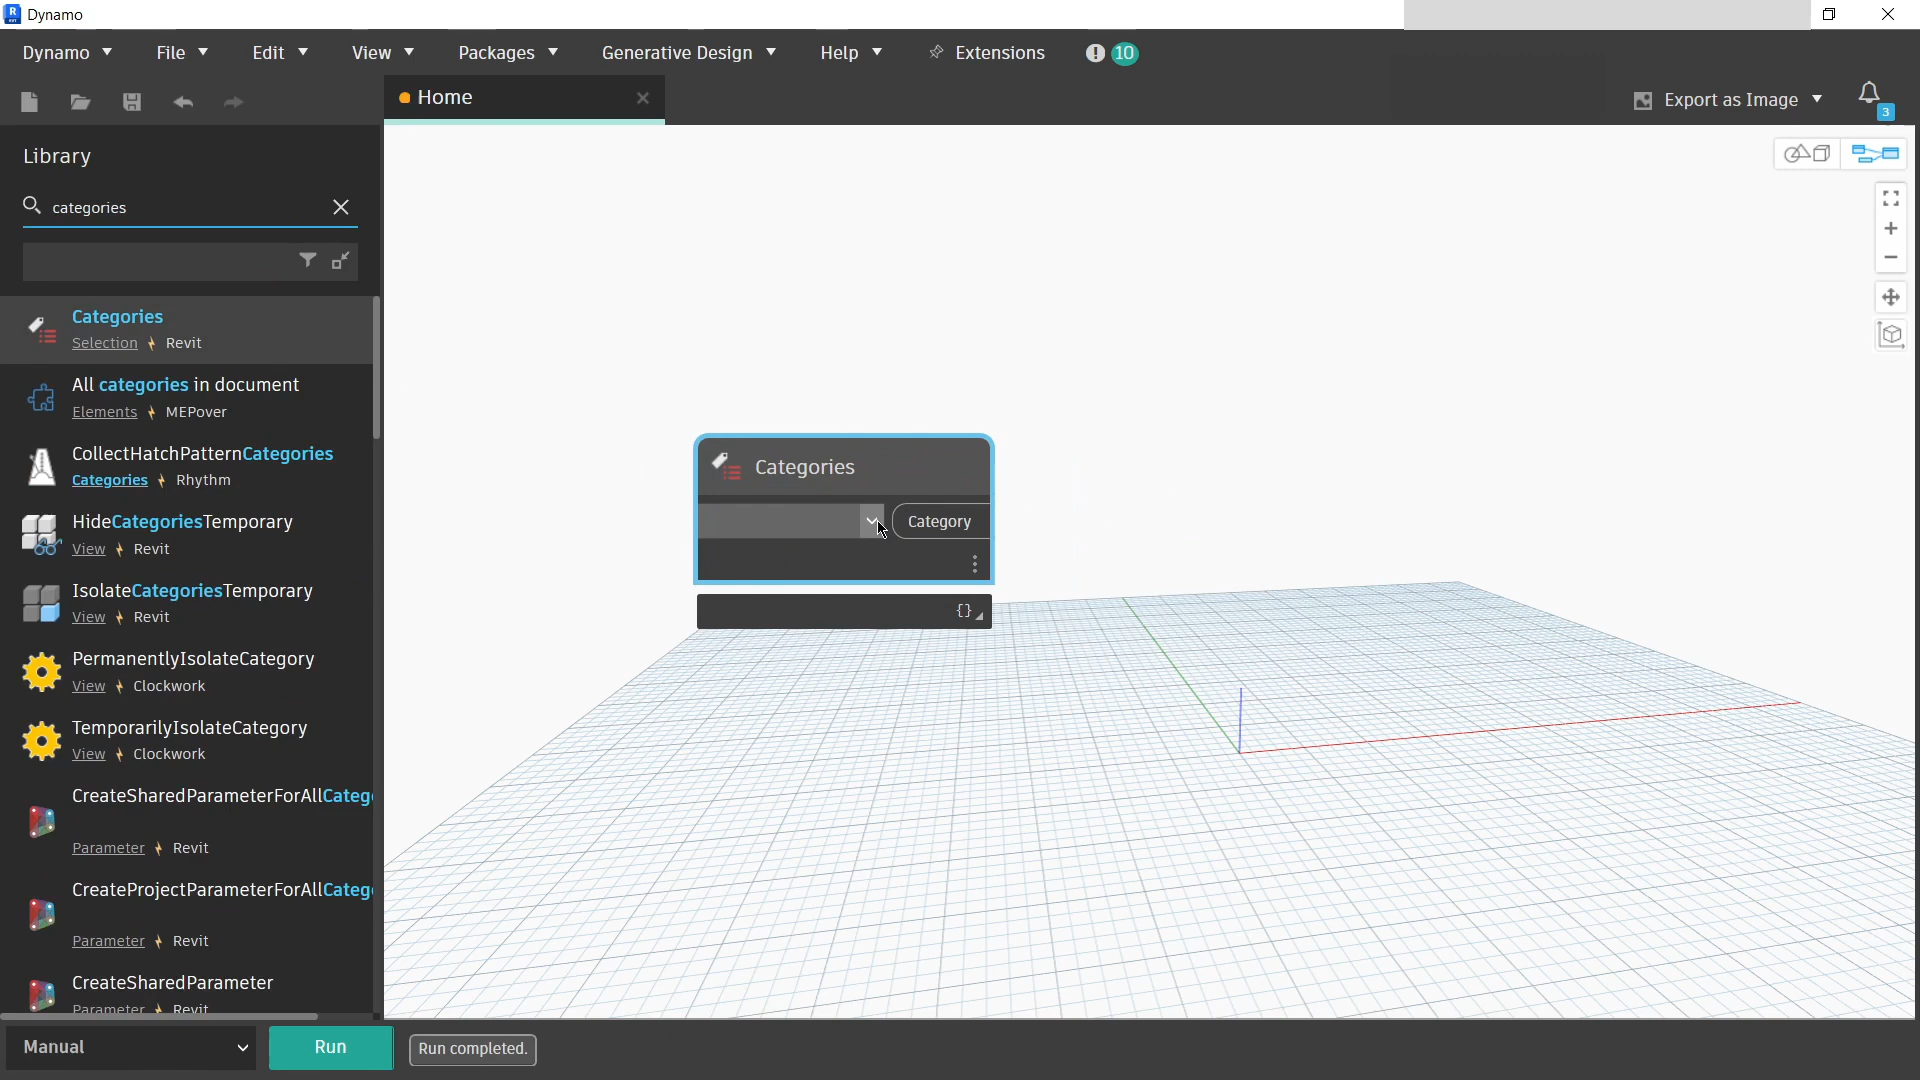 Dynamo
Dynamo File Edit View Packages Generative Design Help Extensions ! 10
Home
Export as Image
3
Library
categories
Categories
Selection Revit
All categories in document
Elements MEPover
CollectHatchPatternCategories
Categories Rhythm
HideCategoriesTemporary
View Revit
IsolateCategoriesTemporary
View Revit
PermanentlyIsolateCategory
View Clockwork
TemporarilyIsolateCategory
View Clockwork
CreateSharedParameterForAllCatego
Parameter Revit
CreateProjectParameterForAllCatego
Parameter Revit
CreateSharedParameter
Parameter Revit
Categories
Category
{}
Manual
Run
Run completed.